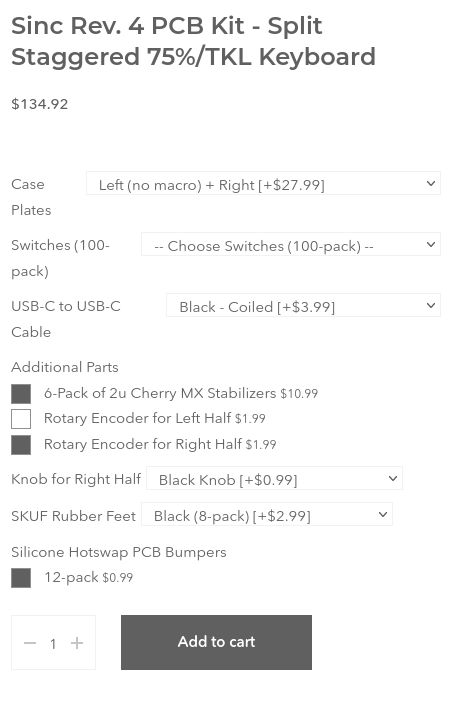 Sinc Rev. 4 PCB Kit - Split
Staggered 75%/TKL Keyboard
$134.92
Case Plates Left (no macro) + Right [+$27.99]
Switches (100-pack) -- Choose Switches (100-pack) --
USB-C to USB-C Cable Black - Coiled [+$3.99]
Additional Parts
6-Pack of 2u Cherry MX Stabilizers $10.99
Rotary Encoder for Left Half $1.99
Rotary Encoder for Right Half $1.99
Knob for Right Half Black Knob [+$0.99]
SKUF Rubber Feet Black (8-pack) [+$2.99]
Silicone Hotswap PCB Bumpers
12-pack $0.99
— 1 + Add to cart